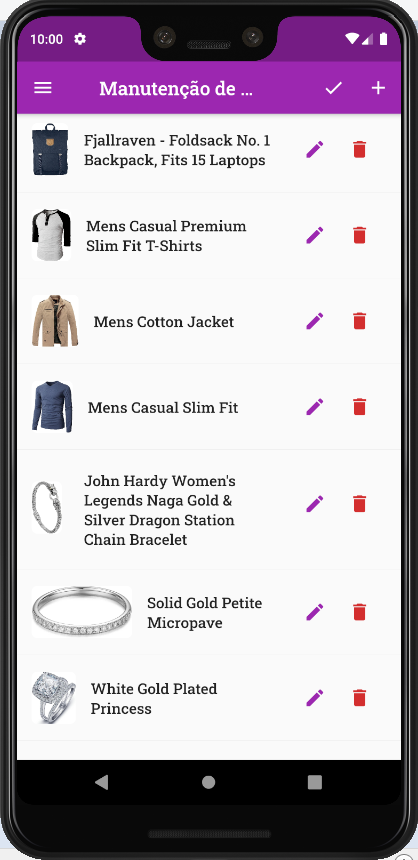 10:00
Manutenção de ...
Fjallraven - Foldsack No. 1
Backpack, Fits 15 Laptops
Mens Casual Premium
Slim Fit T-Shirts
Mens Cotton Jacket
Mens Casual Slim Fit
John Hardy Women's
Legends Naga Gold &
Silver Dragon Station
Chain Bracelet
Solid Gold Petite
Micropave
White Gold Plated
Princess